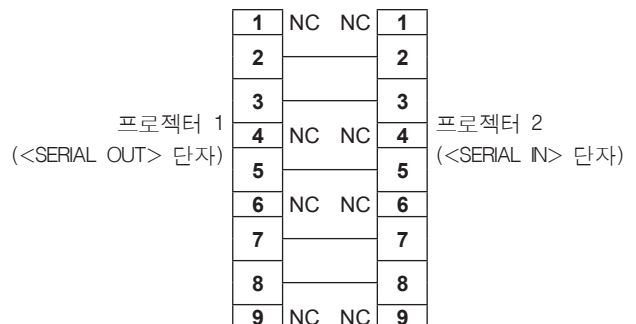 1 NC NC 1
2 2
3 3
프로젝터 1 프로젝터 2
4 NC NC 4
(<SERIAL OUT> 단자) (<SERIAL IN> 단자)
5 5
6 NC NC 6
7 7
8 8
9 NC NC 9